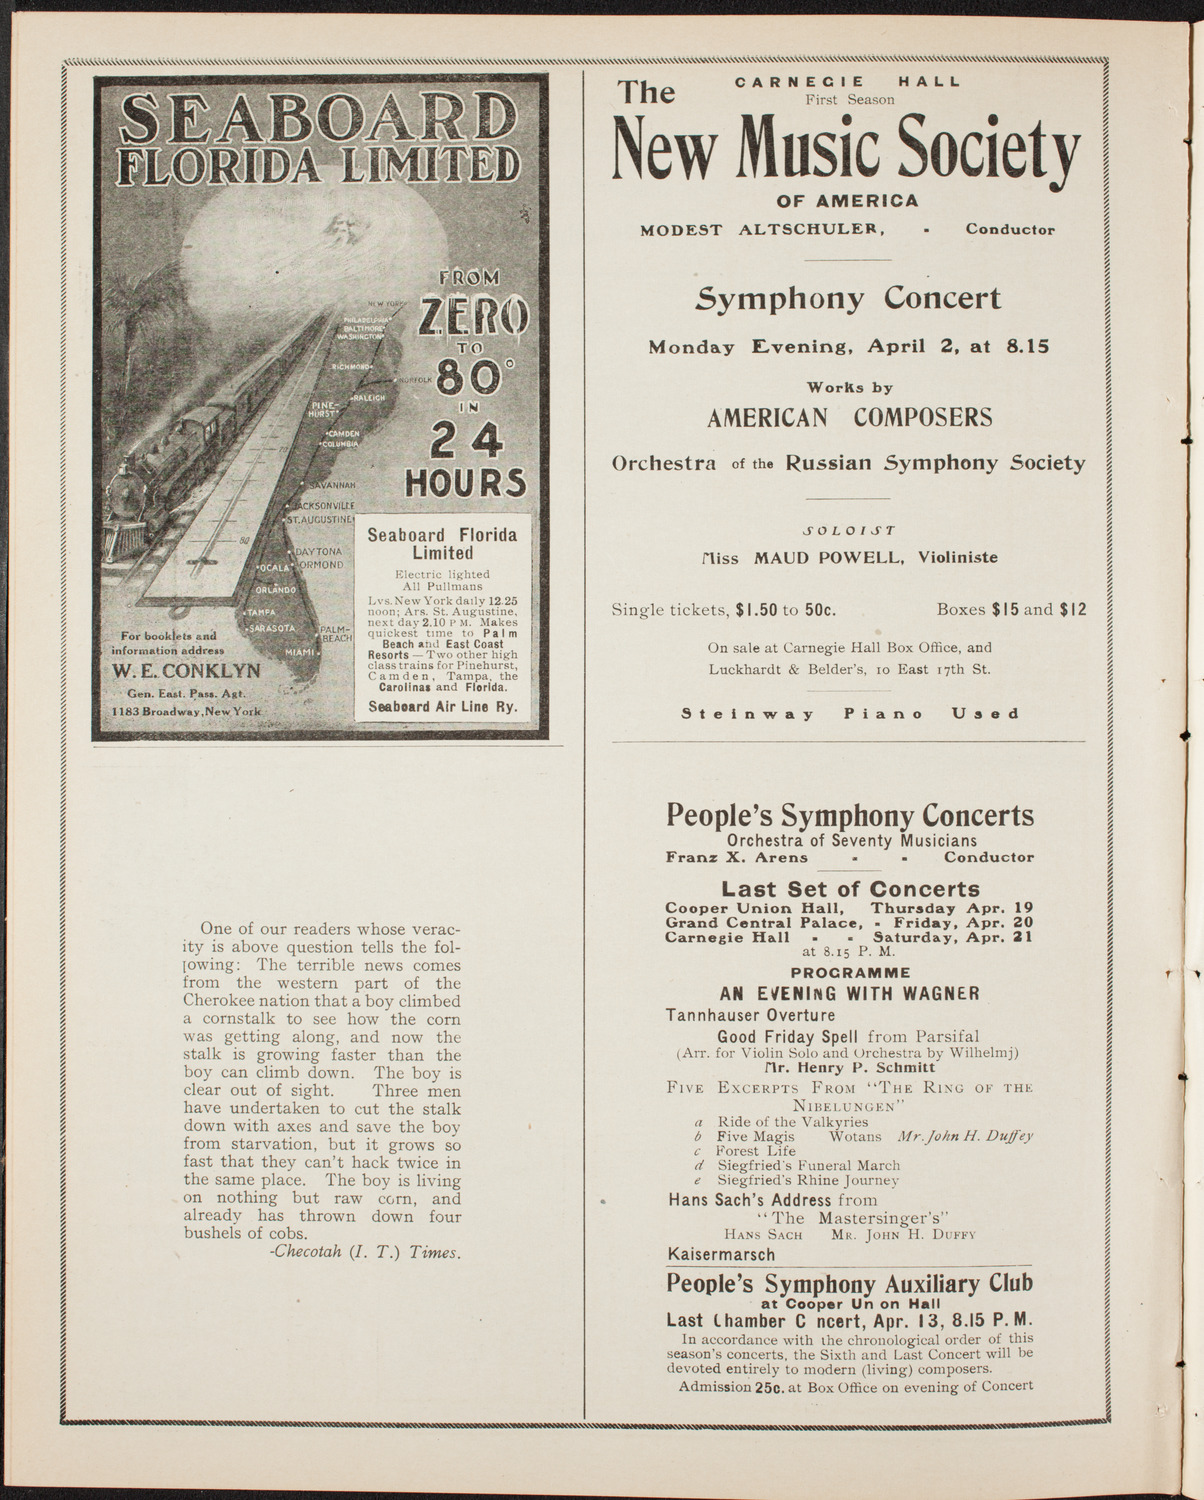 SEABOARD
FLORIDA LIMITED
FROM
ZERO
TO
80°
IN
24
HOURS
NEW YORK
PHILADELPHIA
BALTIMORE
WASHINGTON
RICHMOND
NORFOLK
RALEIGH
PINE-
HURST
CAMDEN
COLUMBIA
SAVANNAH
JACKSONVILLE
ST. AUGUSTINE
DAYTONA
ORMOND
OCALA
ORLANDO
TAMPA
SARASOTA
PALM-
BEACH
MIAMI
80
For booklets and
information address
W. E. CONKLYN
Gen. East. Pass. Agt.
1183 Broadway, New York
Seaboard Florida
Limited
Electric lighted
All Pullmans
Lvs. New York daily 12.25
noon; Ars. St. Augustine,
next day 2.10 P M. Makes
quickest time to Palm
Beach and East Coast
Resorts — Two other high
class trains for Pinehurst,
Camden, Tampa, the
Carolinas and Florida.
Seaboard Air Line Ry.
One of our readers whose verac-
ity is above question tells the fol-
lowing: The terrible news comes
from the western part of the
Cherokee nation that a boy climbed
a cornstalk to see how the corn
was getting along, and now the
stalk is growing faster than the
boy can climb down. The boy is
clear out of sight. Three men
have undertaken to cut the stalk
down with axes and save the boy
from starvation, but it grows so
fast that they can't hack twice in
the same place. The boy is living
on nothing but raw corn, and
already has thrown down four
bushels of cobs.
-Checotah (I. T.) Times.
CARNEGIE HALL
First Season
The
New Music Society
OF AMERICA
MODEST ALTSCHULER, - Conductor
Symphony Concert
Monday Evening, April 2, at 8.15
Works by
AMERICAN COMPOSERS
Orchestra of the Russian Symphony Society
SOLOIST
Miss MAUD POWELL, Violiniste
Single tickets, $1.50 to 50c. Boxes $15 and $12
On sale at Carnegie Hall Box Office, and
Luckhardt & Belder's, 10 East 17th St.
Steinway Piano Used
People's Symphony Concerts
Orchestra of Seventy Musicians
Franz X. Arens - - Conductor
Last Set of Concerts
Cooper Union Hall, Thursday Apr. 19
Grand Central Palace, - Friday, Apr. 20
Carnegie Hall - - Saturday, Apr. 21
at 8.15 P. M.
PROGRAMME
AN EVENING WITH WAGNER
Tannhauser Overture
Good Friday Spell from Parsifal
(Arr. for Violin Solo and Orchestra by Wilhelmj)
Mr. Henry P. Schmitt
FIVE EXCERPTS FROM "THE RING OF THE
NIBELUNGEN"
a Ride of the Valkyries
b Five Magis Wotans Mr. John H. Duffey
c Forest Life
d Siegfried's Funeral March
e Siegfried's Rhine Journey
Hans Sach's Address from
"The Mastersinger's"
HANS SACH MR. JOHN H. DUFFY
Kaisermarsch
People's Symphony Auxiliary Club
at Cooper Un on Hall
Last Chamber C ncert, Apr. 13, 8.15 P. M.
In accordance with the chronological order of this
season's concerts, the Sixth and Last Concert will be
devoted entirely to modern (living) composers.
Admission 25c. at Box Office on evening of Concert